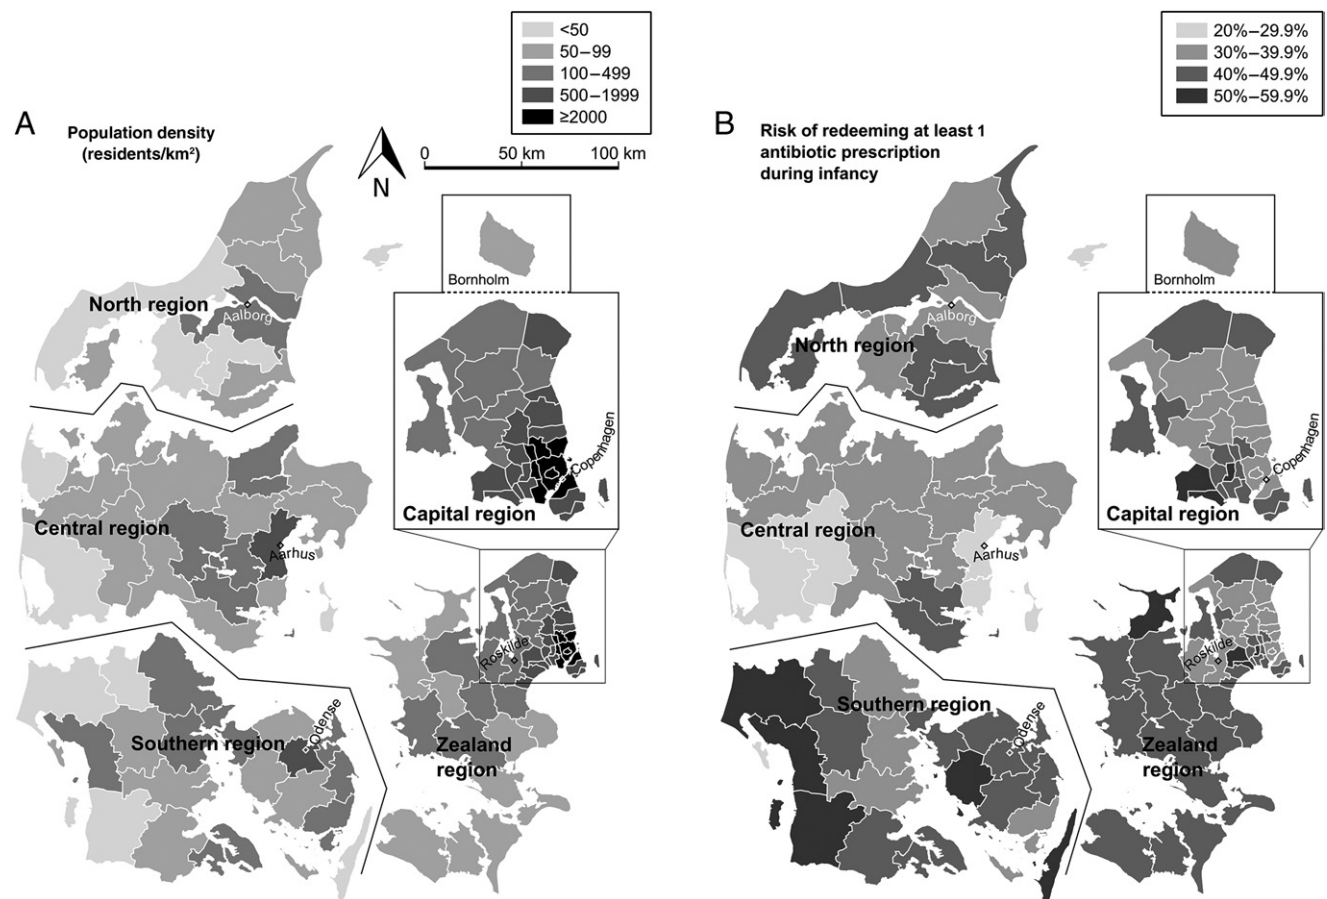 <50
50–99
100–499
500–1999
≥2000
A
Population density
(residents/km²)
N
0
50 km
100 km
Bornholm
North region
Aalborg
Copenhagen
Capital region
Central region
Aarhus
Roskilde
Southern region
Odense
Zealand
region
20%–29.9%
30%–39.9%
40%–49.9%
50%–59.9%
B
Risk of redeeming at least 1
antibiotic prescription
during infancy
Bornholm
North region
Aalborg
Copenhagen
Capital region
Central region
Aarhus
Roskilde
Southern region
Odense
Zealand
region